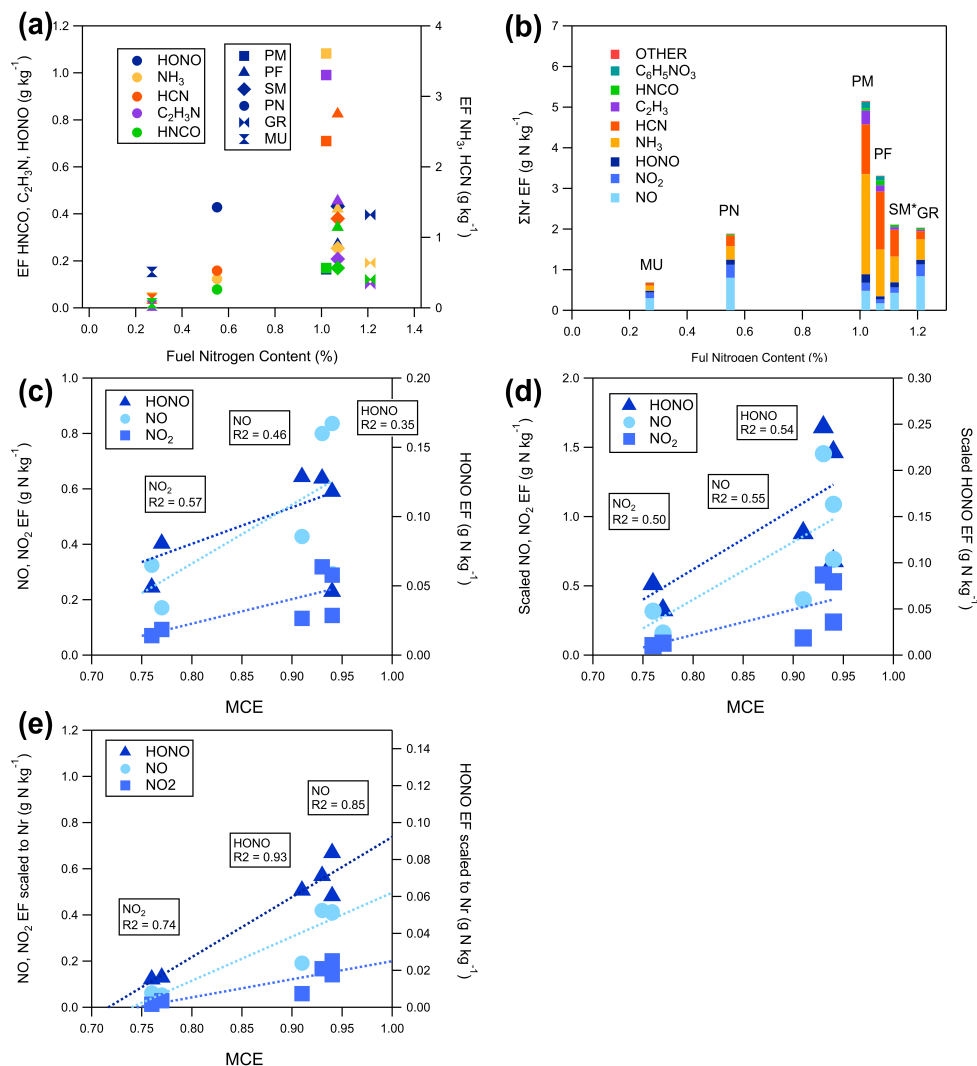 (a)
EF HNCO, C₂H₃N, HONO (g kg⁻¹)
1.2
1.0
0.8
0.6
0.4
0.2
0.0
HONO
NH₃
HCN
C₂H₃N
HNCO
PM
PF
SM
PN
GR
MU
4
3
2
1
0
EF NH₃, HCN (g kg⁻¹)
0.0 0.2 0.4 0.6 0.8 1.0 1.2 1.4
Fuel Nitrogen Content (%)
(b)
ΣNr EF (g N kg⁻¹)
7
6
5
4
3
2
1
0
OTHER
C₆H₅NO₃
HNCO
C₂H₃
HCN
NH₃
HONO
NO₂
NO
MU
PN
PM
PF
SM*
GR
0.0 0.2 0.4 0.6 0.8 1.0 1.2
Ful Nitrogen Content (%)
(c)
NO, NO₂ EF (g N kg⁻¹)
1.0
0.8
0.6
0.4
0.2
0.0
HONO
NO
NO₂
NO
R2 = 0.46
HONO
R2 = 0.35
NO₂
R2 = 0.57
0.20
0.15
0.10
0.05
0.00
HONO EF (g N kg⁻¹)
0.70 0.75 0.80 0.85 0.90 0.95 1.00
MCE
(d)
Scaled NO, NO₂ EF (g N kg⁻¹)
2.0
1.5
1.0
0.5
0.0
HONO
NO
NO₂
HONO
R2 = 0.54
NO
R2 = 0.55
NO₂
R2 = 0.50
0.30
0.25
0.20
0.15
0.10
0.05
0.00
Scaled HONO EF (g N kg⁻¹)
0.70 0.75 0.80 0.85 0.90 0.95 1.00
MCE
(e)
NO, NO₂ EF scaled to Nr (g N kg⁻¹)
1.2
1.0
0.8
0.6
0.4
0.2
0.0
HONO
NO
NO2
NO
R2 = 0.85
HONO
R2 = 0.93
NO₂
R2 = 0.74
0.14
0.12
0.10
0.08
0.06
0.04
0.02
0.00
HONO EF scaled to Nr (g N kg⁻¹)
0.70 0.75 0.80 0.85 0.90 0.95 1.00
MCE